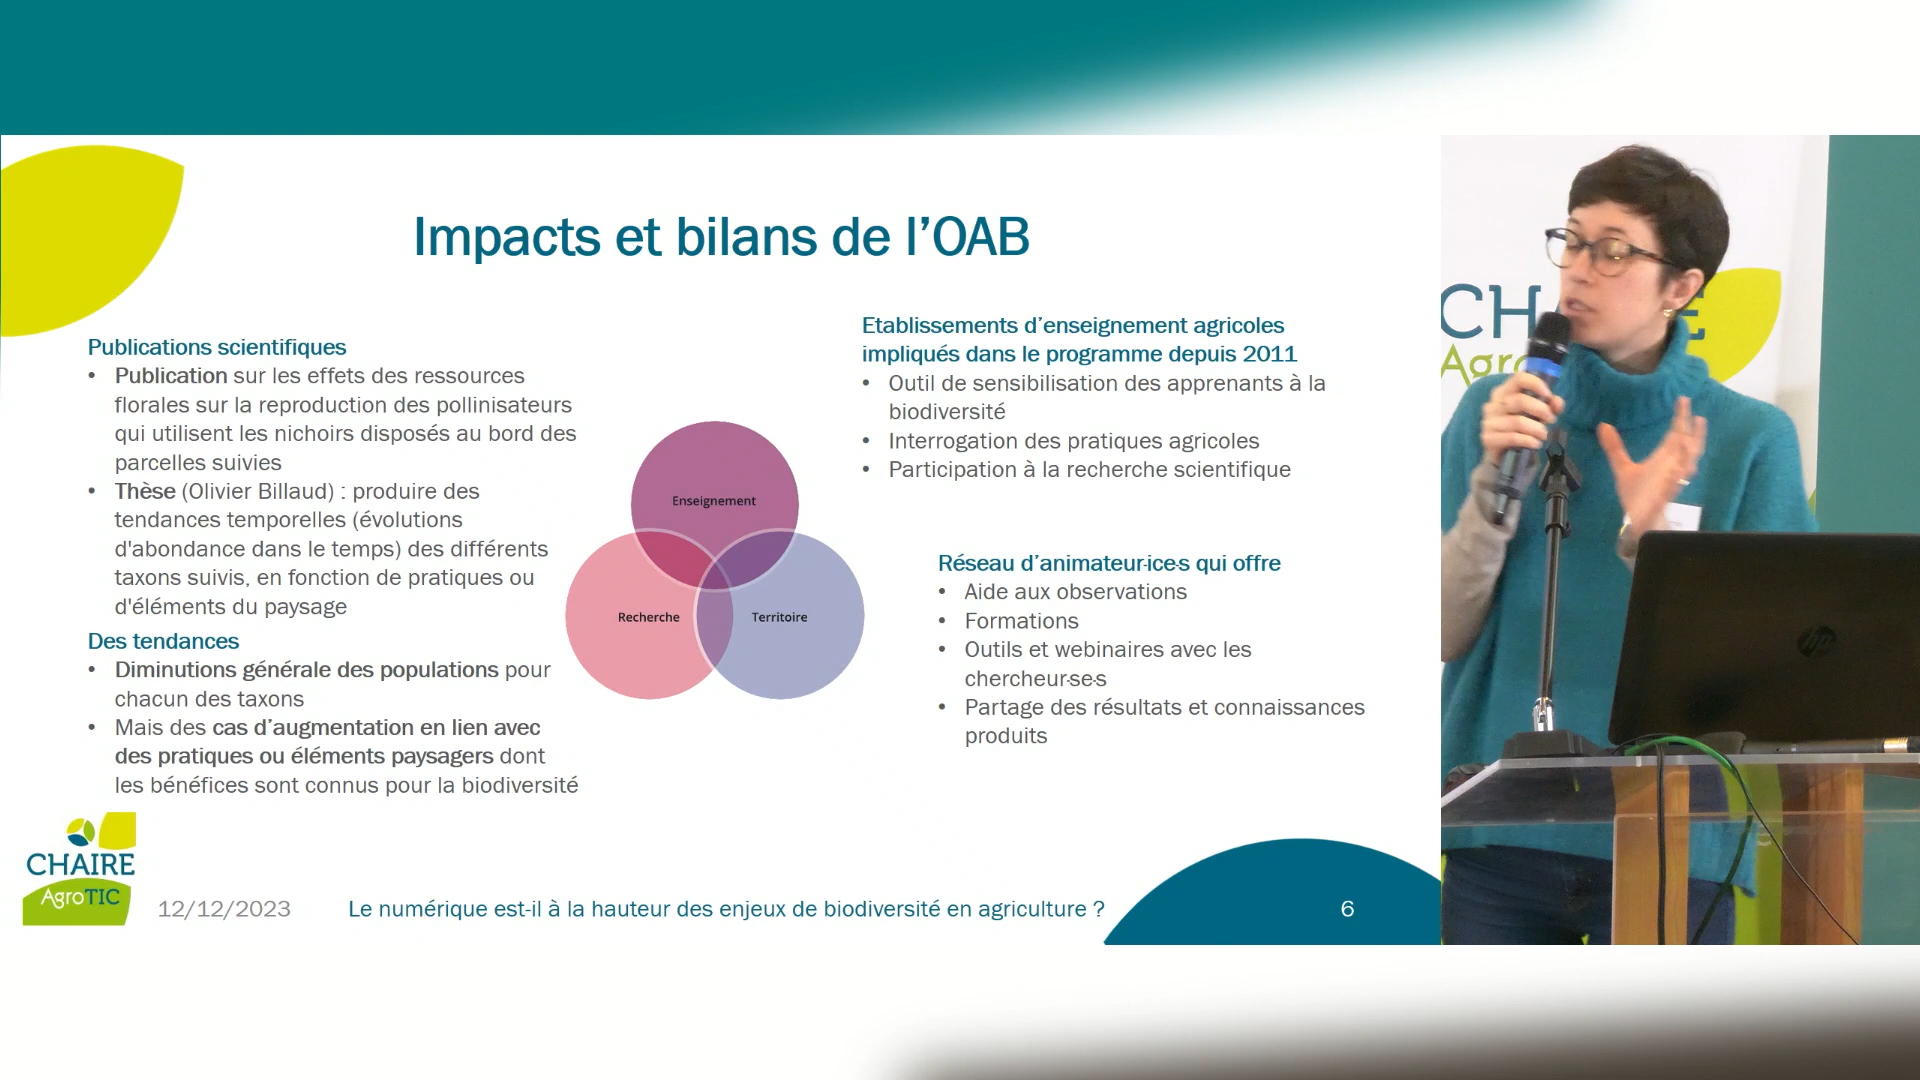 Impacts et bilans de l’OAB
Publications scientifiques
• Publication sur les effets des ressources
florales sur la reproduction des pollinisateurs
qui utilisent les nichoirs disposés au bord des
parcelles suivies
• Thèse (Olivier Billaud) : produire des
tendances temporelles (évolutions
d'abondance dans le temps) des différents
taxons suivis, en fonction de pratiques ou
d'éléments du paysage
Des tendances
• Diminutions générale des populations pour
chacun des taxons
• Mais des cas d’augmentation en lien avec
des pratiques ou éléments paysagers dont
les bénéfices sont connus pour la biodiversité
Enseignement
Recherche
Territoire
Etablissements d’enseignement agricoles
impliqués dans le programme depuis 2011
• Outil de sensibilisation des apprenants à la
biodiversité
• Interrogation des pratiques agricoles
• Participation à la recherche scientifique
Réseau d’animateur·ice·s qui offre
• Aide aux observations
• Formations
• Outils et webinaires avec les
chercheur·se·s
• Partage des résultats et connaissances
produits
CHAIRE
AgroTIC
12/12/2023
Le numérique est-il à la hauteur des enjeux de biodiversité en agriculture ?
6
CH E
Agro
hp